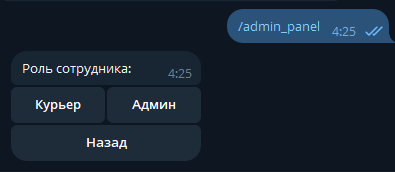 /admin_panel 4:25
Роль сотрудника: 4:25
Курьер Админ
Назад